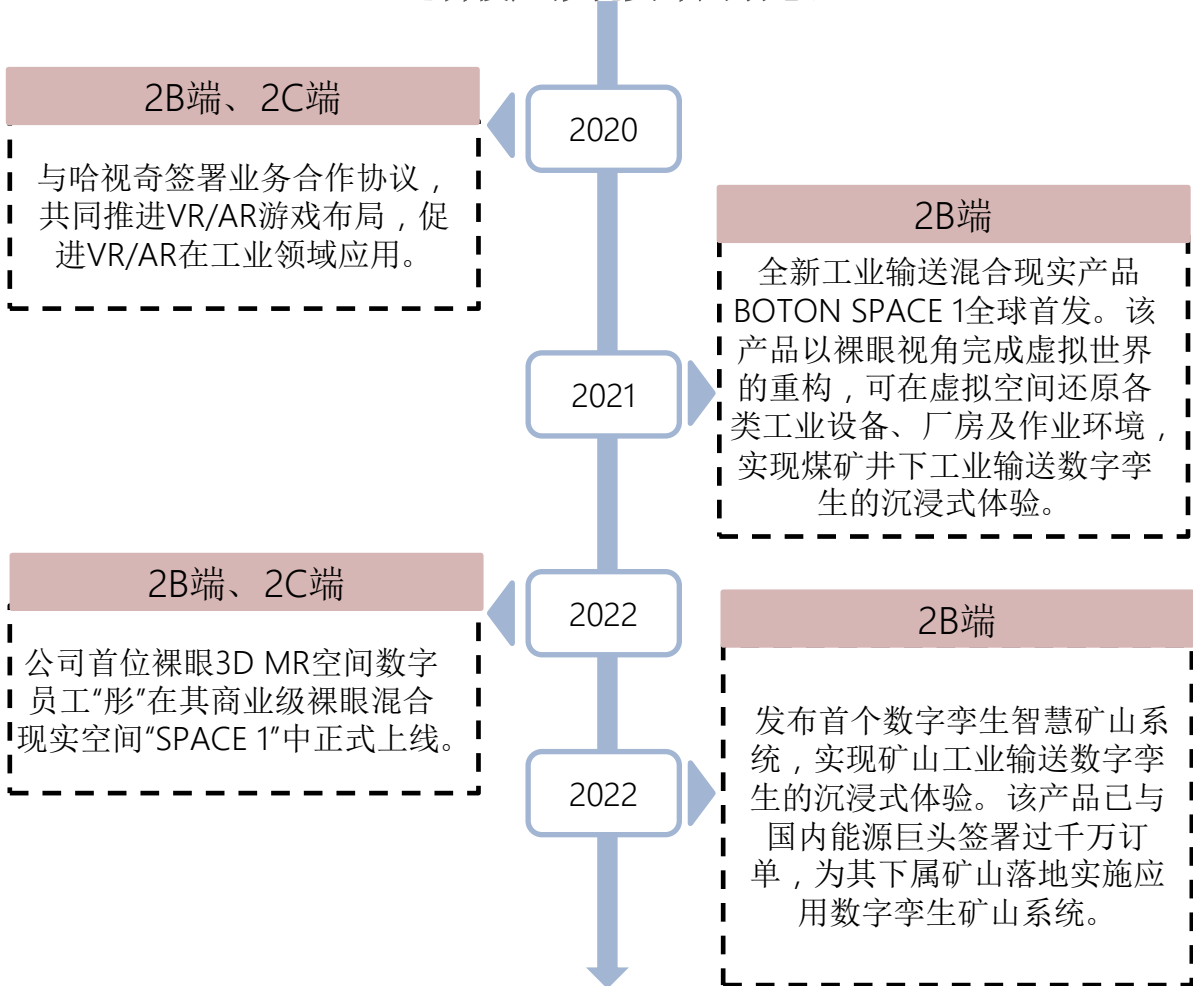 2B端、2C端
2020
与哈视奇签署业务合作协议，
共同推进VR/AR游戏布局，促
进VR/AR在工业领域应用。
2B端
全新工业输送混合现实产品
BOTON SPACE 1全球首发。该
产品以裸眼视角完成虚拟世界
的重构，可在虚拟空间还原各
类工业设备、厂房及作业环境，
实现煤矿井下工业输送数字孪
生的沉浸式体验。
2021
2B端、2C端
2022
公司首位裸眼3D MR空间数字
员工“彤”在其商业级裸眼混合
现实空间“SPACE 1”中正式上线。
2B端
发布首个数字孪生智慧矿山系
统，实现矿山工业输送数字孪
生的沉浸式体验。该产品已与
国内能源巨头签署过千万订
单，为其下属矿山落地实施应
用数字孪生矿山系统。
2022